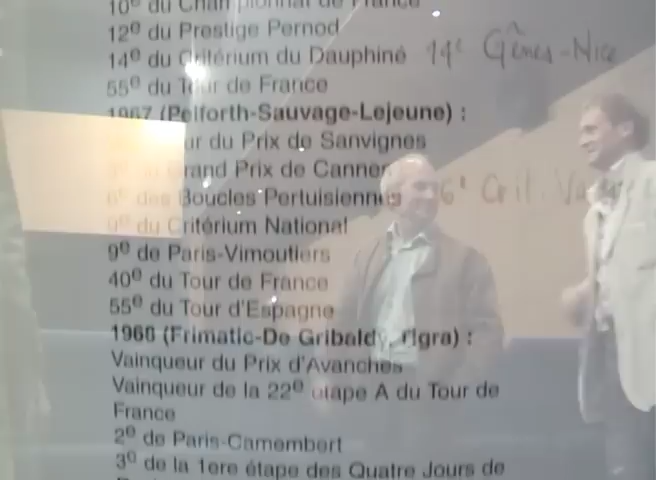 10e du Championnat de France
12e du Prestige Pernod
14e du Critérium du Dauphiné 14e Gênes-Nice
55e du Tour de France
1967 (Pelforth-Sauvage-Lejeune) :
du Prix de Sanvignes
Grand Prix de Cannes
6e des Boucles Pertuisiennes 6e Crit.
9e du Critérium National
9e de Paris-Vimoutiers
40e du Tour de France
55e du Tour d'Espagne
1968 (Frimatic-De Gribaldy,
Vainqueur du Prix d'Avanches
Vainqueur de la 22e étape A du Tour de
France
2e de Paris-Camembert
3e de la 1ere étape des Quatre Jours de